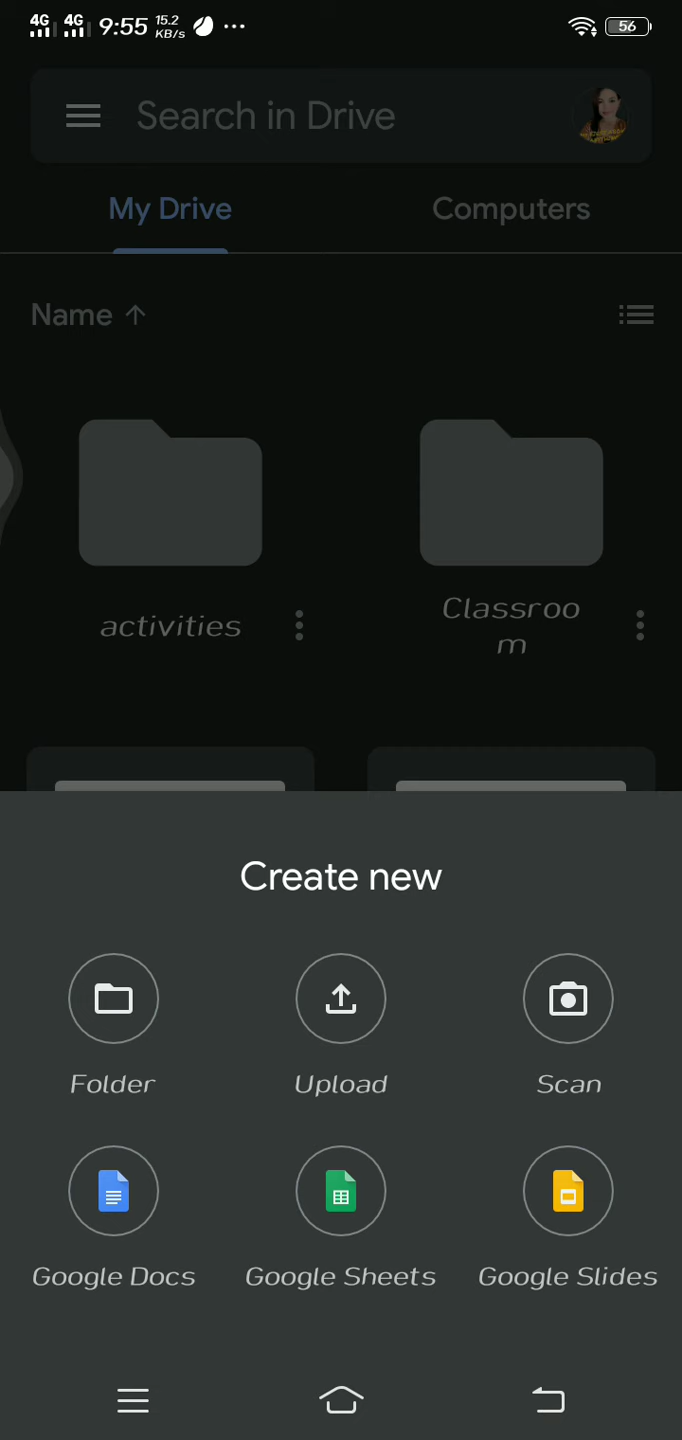 4G 4G 9:55 15.2 KB/s ... 56
Search in Drive
My Drive Computers
Name
activities Classroo
m
Create new
Folder Upload Scan
Google Docs Google Sheets Google Slides